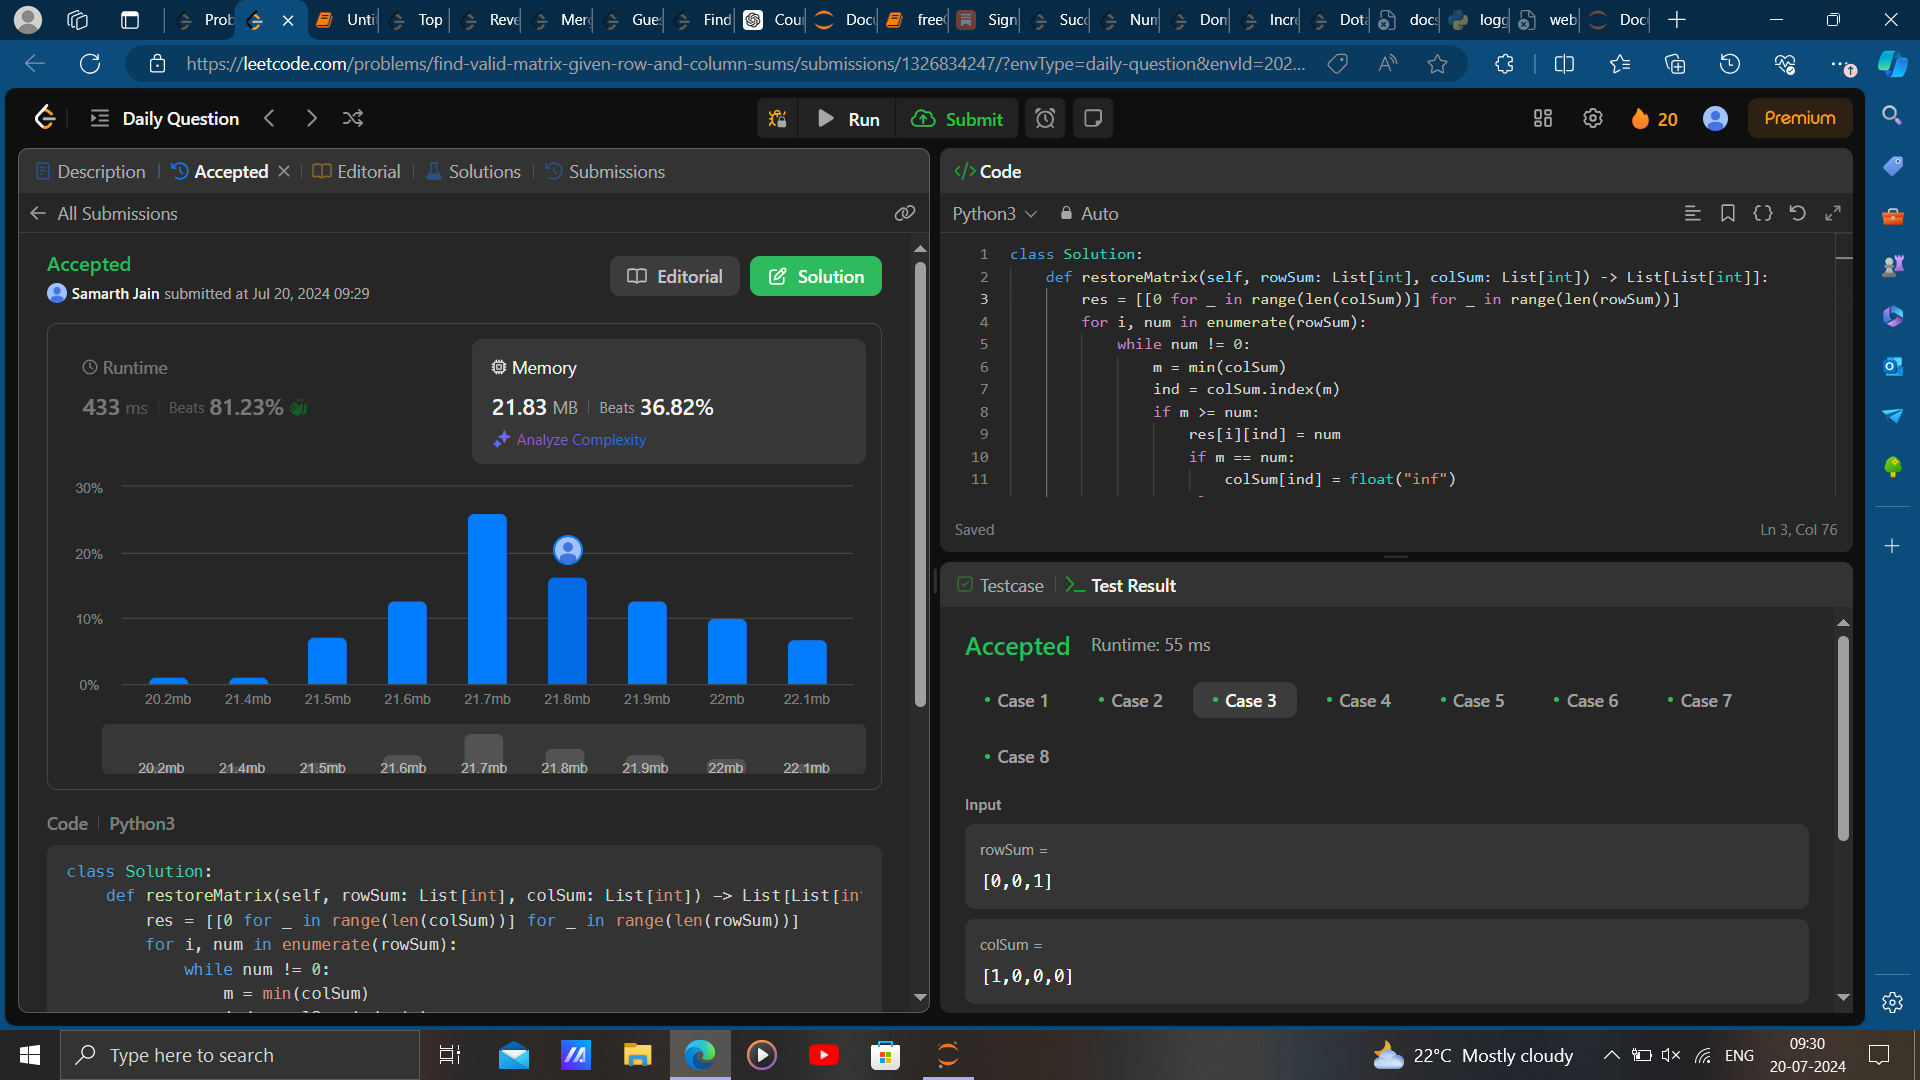 Prob
Unti
Top
Reve
Merg
Gues
Find
Cour
Docu
free
Sign
Succ
Num
Dom
Incre
Dota
docs
logg
web
Doc
https://leetcode.com/problems/find-valid-matrix-given-row-and-column-sums/submissions/1326834247/?envType=daily-question&envId=202...
Daily Question
Run
Submit
20
Premium
Description
Accepted
Editorial
Solutions
Submissions
All Submissions
Accepted
Samarth Jain submitted at Jul 20, 2024 09:29
Editorial
Solution
Runtime
433 ms
Beats 81.23%
Memory
21.83 MB
Beats 36.82%
Analyze Complexity
30%
20%
10%
0%
20.2mb 21.4mb 21.5mb 21.6mb 21.7mb 21.8mb 21.9mb 22mb 22.1mb
20.2mb 21.4mb 21.5mb 21.6mb 21.7mb 21.8mb 21.9mb 22mb 22.1mb
Code
Python3
class Solution:
def restoreMatrix(self, rowSum: List[int], colSum: List[int]) -> List[List[in
res = [[0 for _ in range(len(colSum))] for _ in range(len(rowSum))]
for i, num in enumerate(rowSum):
while num != 0:
m = min(colSum)
</> Code
Python3
Auto
1 class Solution:
2 def restoreMatrix(self, rowSum: List[int], colSum: List[int]) -> List[List[int]]:
3 res = [[0 for _ in range(len(colSum))] for _ in range(len(rowSum))]
4 for i, num in enumerate(rowSum):
5 while num != 0:
6 m = min(colSum)
7 ind = colSum.index(m)
8 if m >= num:
9 res[i][ind] = num
10 if m == num:
11 colSum[ind] = float("inf")
Saved
Ln 3, Col 76
Testcase
>_ Test Result
Accepted
Runtime: 55 ms
• Case 1 • Case 2 • Case 3 • Case 4 • Case 5 • Case 6 • Case 7
• Case 8
Input
rowSum =
[0,0,1]
colSum =
[1,0,0,0]
Type here to search
22°C Mostly cloudy
ENG
09:30
20-07-2024